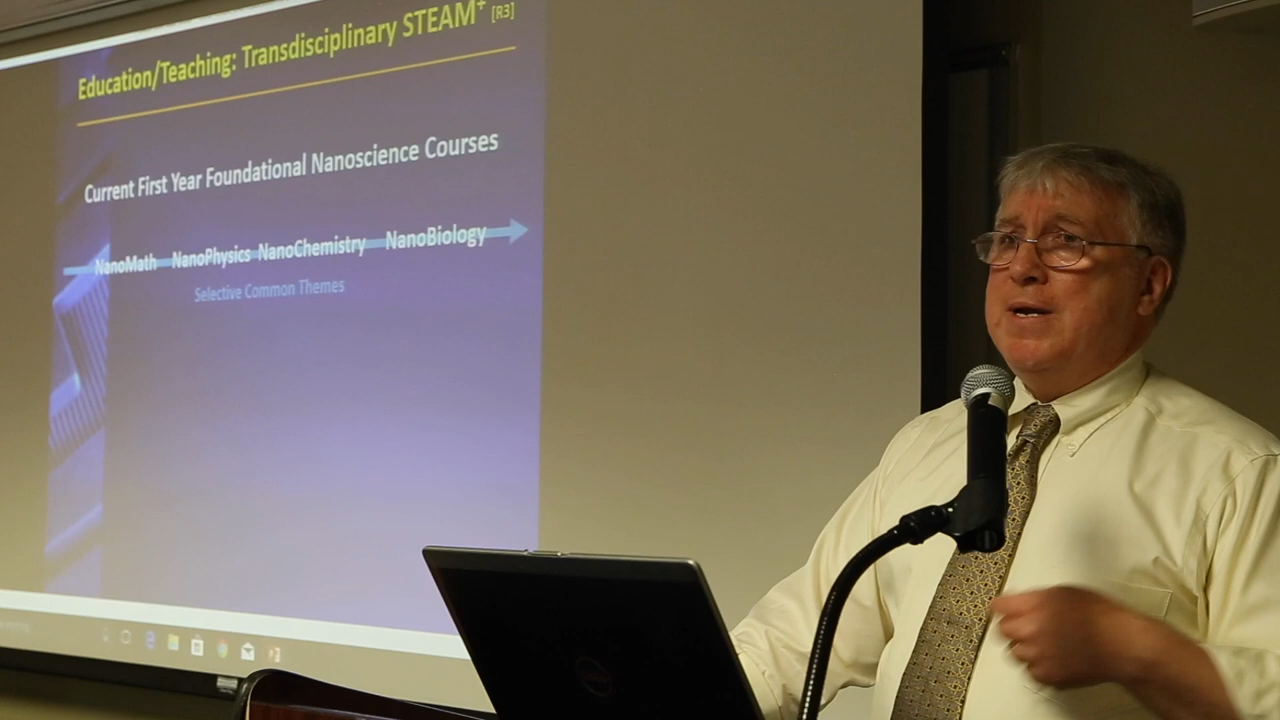 Education/Teaching: Transdisciplinary STEAM+ [R3]
Current First Year Foundational Nanoscience Courses
NanoMath NanoPhysics NanoChemistry NanoBiology
Selective Common Themes